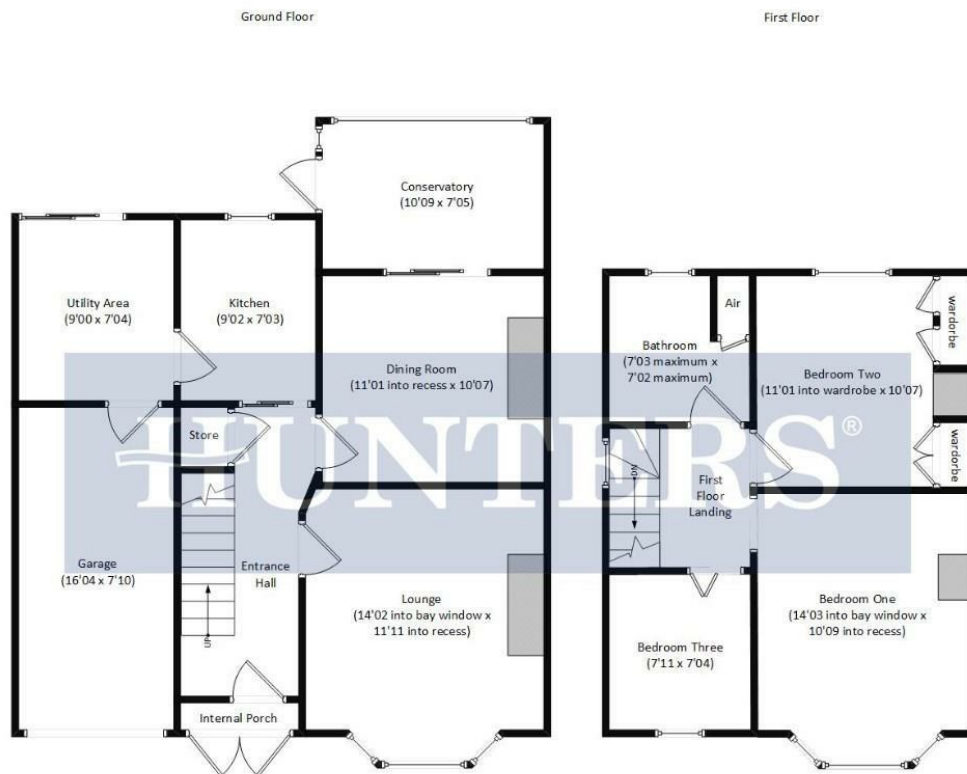 Ground Floor
First Floor
Conservatory
(10'09 x 7'05)
Utility Area
(9'00 x 7'04)
Kitchen
(9'02 x 7'03)
Dining Room
(11'01 into recess x 10'07)
Store
Garage
(16'04 x 7'10)
Entrance
Hall
UP
Lounge
(14'02 into bay window x
11'11 into recess)
Internal Porch
Air
Bathroom
(7'03 maximum x
7'02 maximum)
Bedroom Two
(11'01 into wardrobe x 10'07)
wardorbe
wardorbe
DN
First
Floor
Landing
Bedroom One
(14'03 into bay window x
10'09 into recess)
Bedroom Three
(7'11 x 7'04)
HUNTERS®